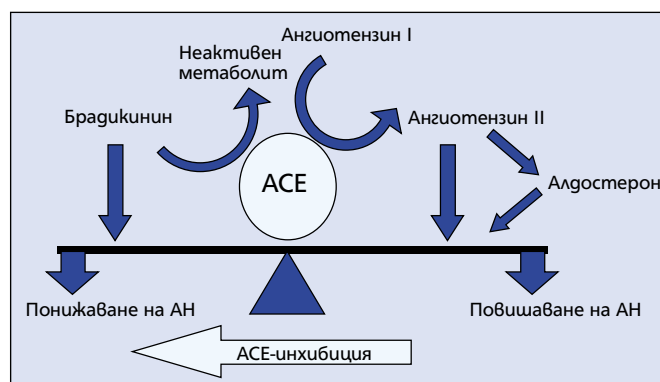 Ангиотензин I
Неактивен
метаболит
Брадикинин
Ангиотензин II
ACE
Алдостерон
Понижаване на АН
Повишаване на АН
ACE-инхибиция